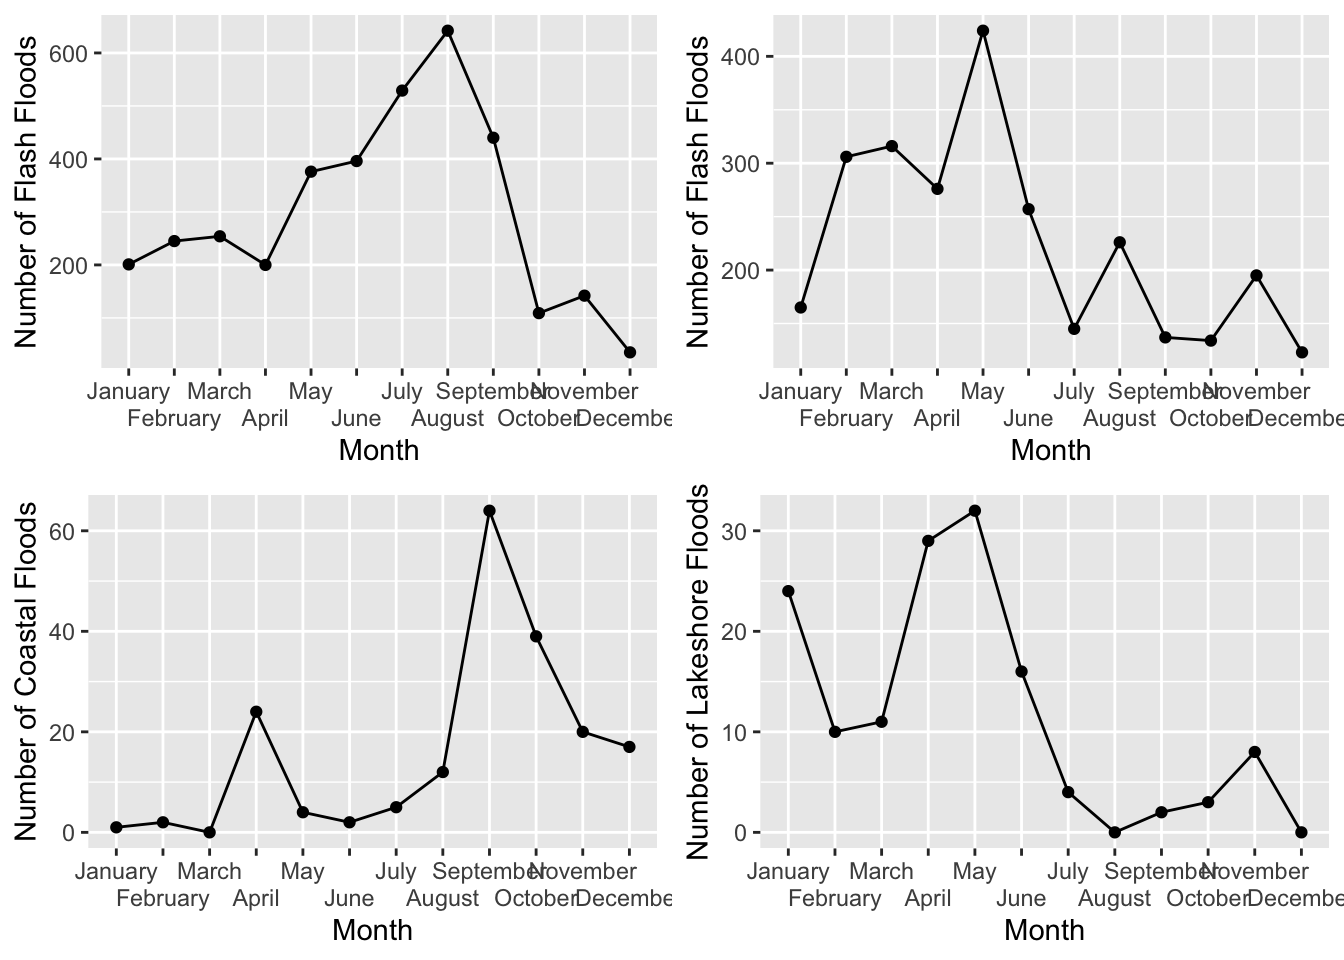 Number of Flash Floods
600
400
200
January March May July September November
February April June August October Decembe
Month
Number of Flash Floods
400
300
200
January March May July September November
February April June August October Decembe
Month
Number of Coastal Floods
60
40
20
0
January March May July September November
February April June August October Decembe
Month
Number of Lakeshore Floods
30
20
10
0
January March May July September November
February April June August October Decembe
Month